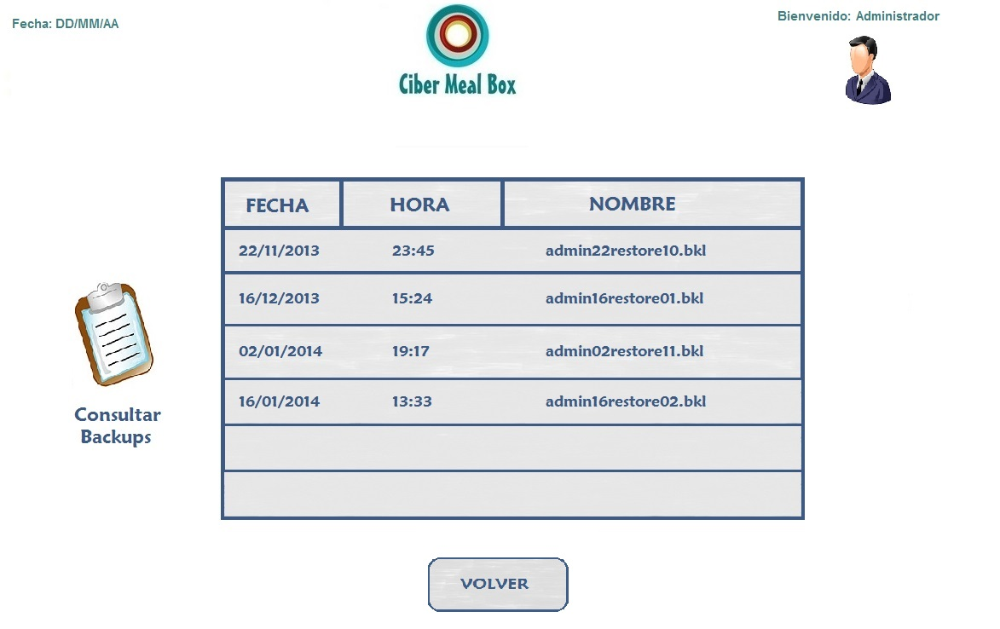 Fecha: DD/MM/AA
Bienvenido: Administrador
Ciber Meal Box
FECHA HORA NOMBRE
22/11/2013 23:45 admin22restore10.bkl
16/12/2013 15:24 admin16restore01.bkl
02/01/2014 19:17 admin02restore11.bkl
16/01/2014 13:33 admin16restore02.bkl
Consultar
Backups
VOLVER